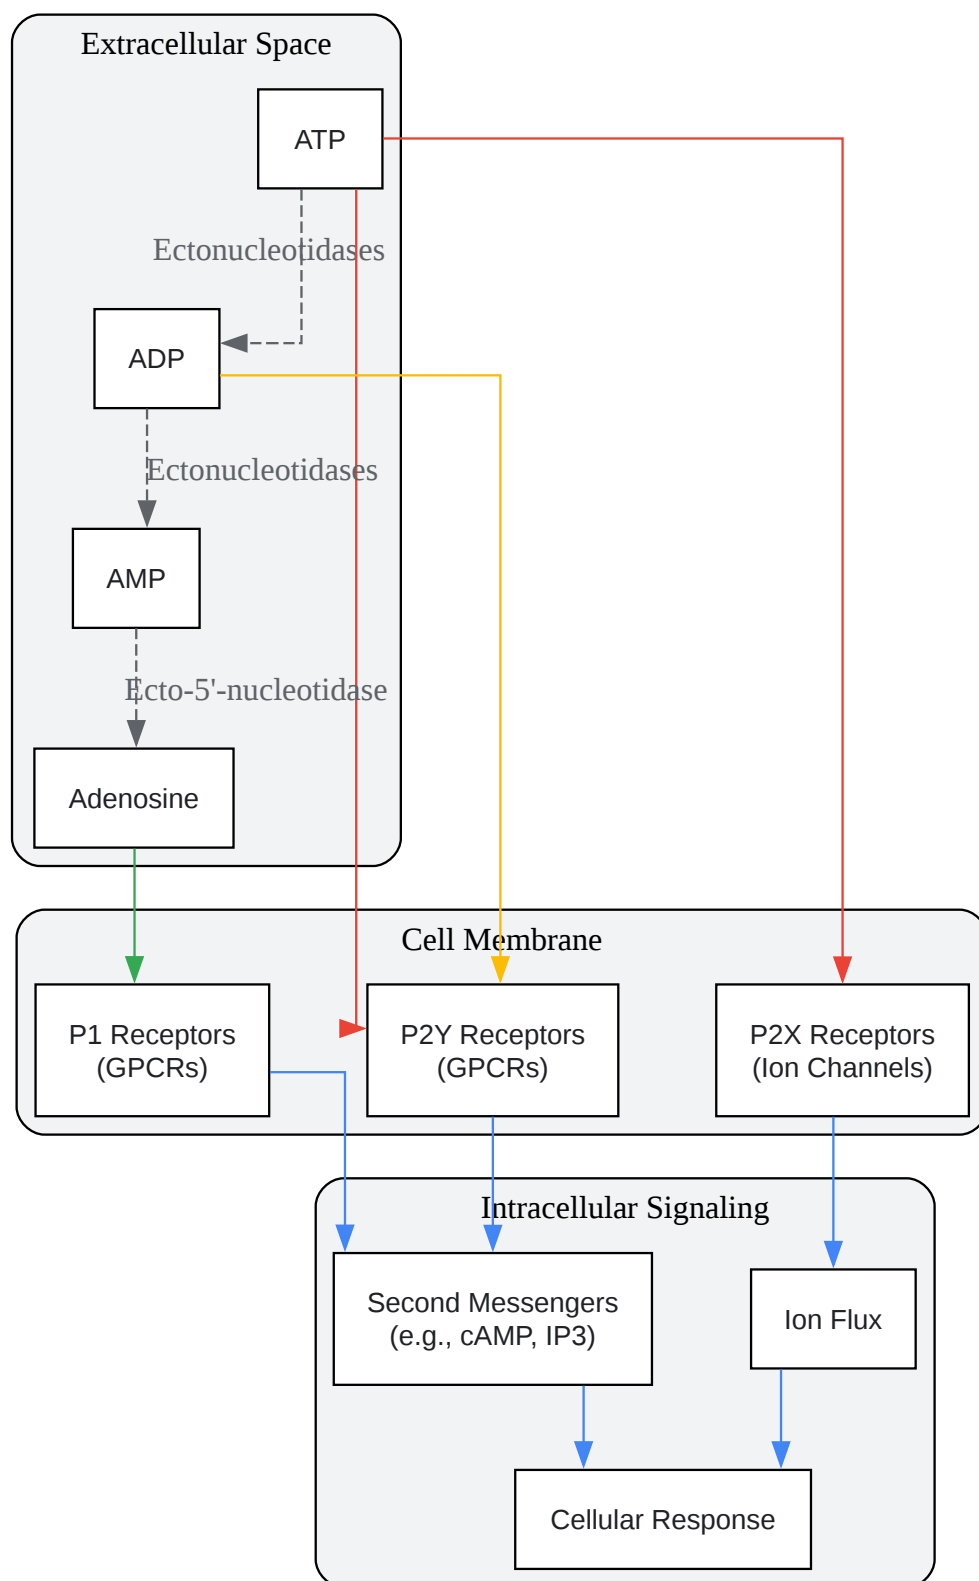 Extracellular Space
ATP
Ectonucleotidases
ADP
Ectonucleotidases
AMP
Ecto-5'-nucleotidase
Adenosine
Cell Membrane
P1 Receptors
(GPCRs)
P2Y Receptors
(GPCRs)
P2X Receptors
(Ion Channels)
Intracellular Signaling
Second Messengers
(e.g., cAMP, IP3)
Ion Flux
Cellular Response